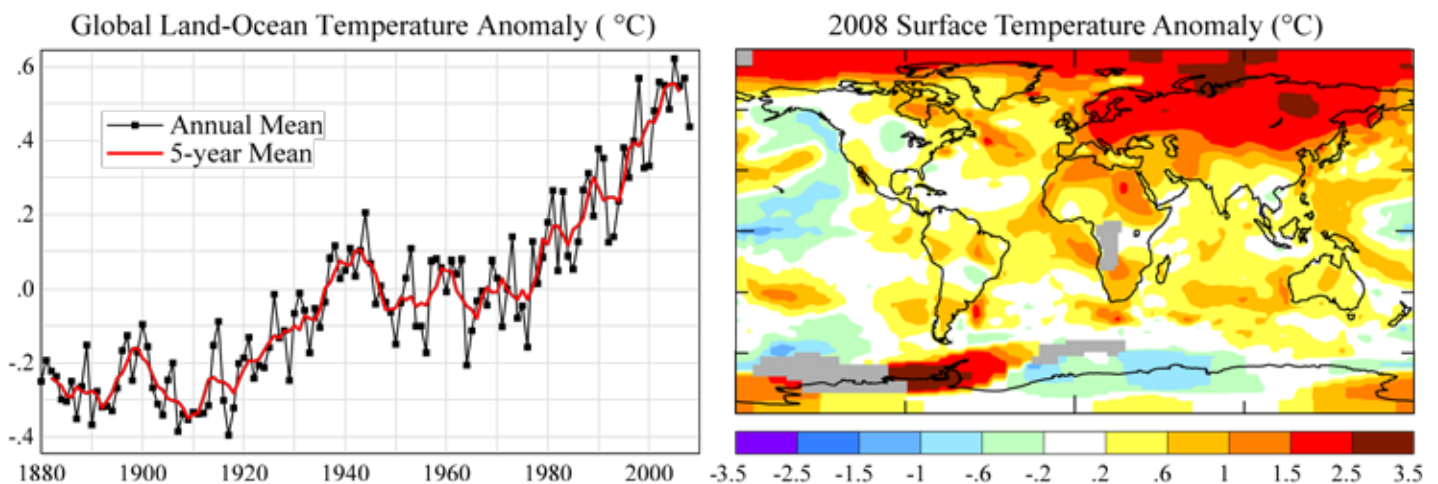 Global Land-Ocean Temperature Anomaly ( °C)
.6
.4
.2
.0
-.2
-.4
Annual Mean
5-year Mean
1880 1900 1920 1940 1960 1980 2000
2008 Surface Temperature Anomaly (°C)
-3.5 -2.5 -1.5 -1 -.6 -.2 .2 .6 1 1.5 2.5 3.5